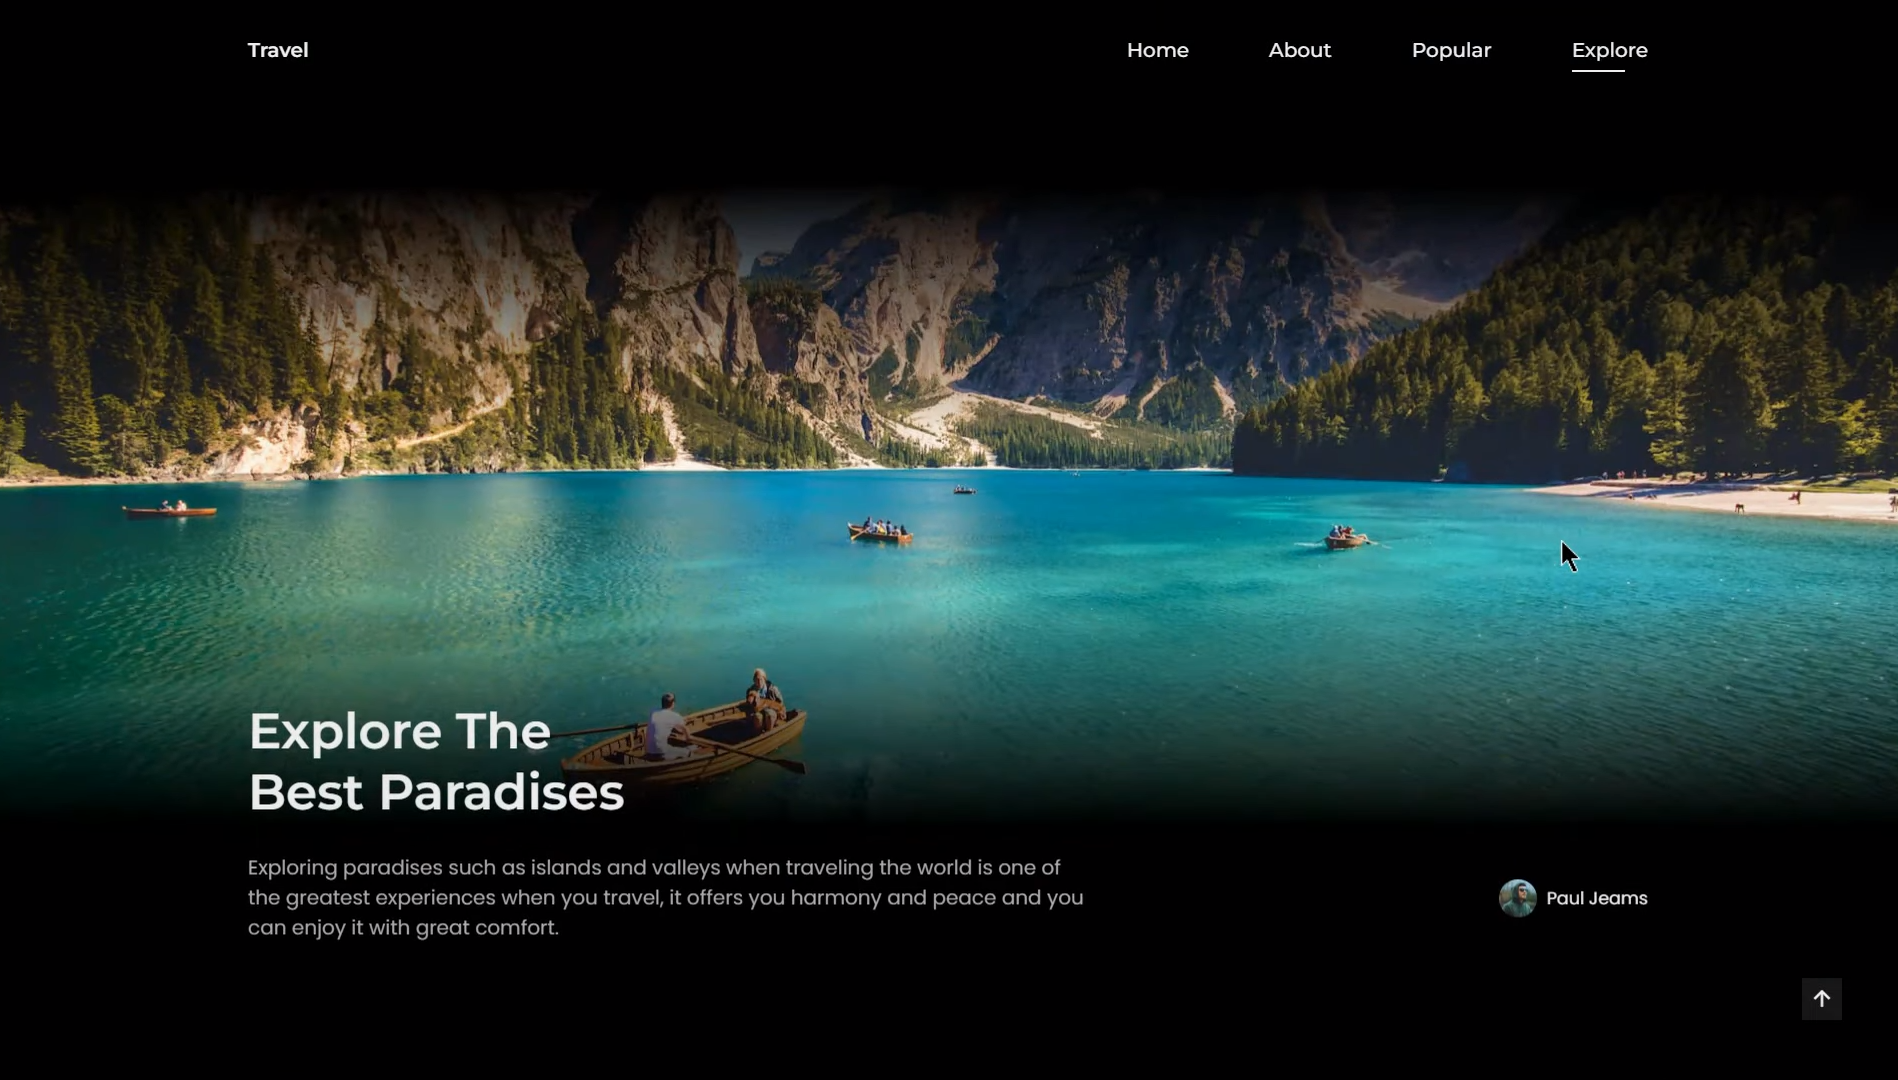 Travel
Home
About
Popular
Explore
Explore The
Best Paradises
Exploring paradises such as islands and valleys when traveling the world is one of
the greatest experiences when you travel, it offers you harmony and peace and you
can enjoy it with great comfort.
Paul Jeams